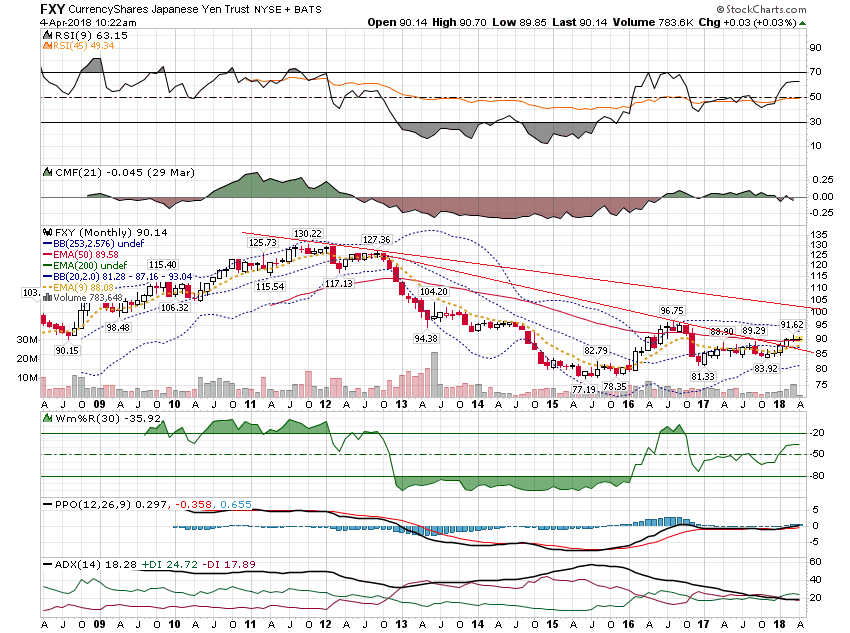 FXY CurrencyShares Japanese Yen Trust NYSE + BATS
© StockCharts.com
4-Apr-2018 10:22am
Open 90.14 High 90.70 Low 89.85 Last 90.14 Volume 783.6K Chg +0.03 (+0.03%)
RSI(9) 63.15
RSI(45) 49.34
90
70
50
30
10
CMF(21) -0.045 (29 Mar)
0.25
0.00
-0.25
FXY (Monthly) 90.14
BB(253,2.576) undef
EMA(50) 89.58
EMA(200) undef
BB(20,2.0) 81.28 - 87.16 - 93.04
EMA(9) 88.08
Volume 783,648
103.
90.15
98.48
115.40
106.32
125.73
115.54
130.22
117.13
127.36
104.20
94.38
77.19
82.79
78.35
96.75
81.33
88.90
89.29
83.92
91.62
135
130
125
120
115
110
105
100
95
90
85
80
75
30M
20M
10M
A J O 09 A J O 10 A J O 11 A J O 12 A J O 13 A J O 14 A J O 15 A J O 16 A J O 17 A J O 18 A
Wm%R(30) -35.92
-20
-50
-80
PPO(12,26,9) 0.297, -0.358, 0.655
5
0
-5
ADX(14) 18.28 +DI 24.72 -DI 17.89
60
40
20
A J O 09 A J O 10 A J O 11 A J O 12 A J O 13 A J O 14 A J O 15 A J O 16 A J O 17 A J O 18 A